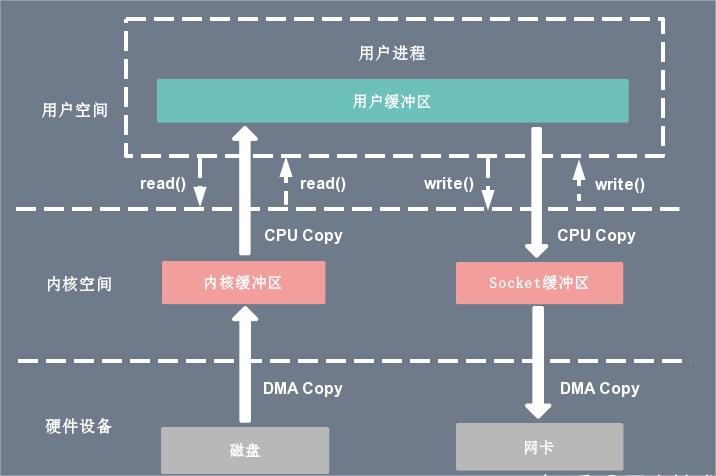 用户进程
用户空间
用户缓冲区
read()
read()
write()
write()
CPU Copy
CPU Copy
内核空间
内核缓冲区
Socket缓冲区
DMA Copy
DMA Copy
硬件设备
磁盘
网卡